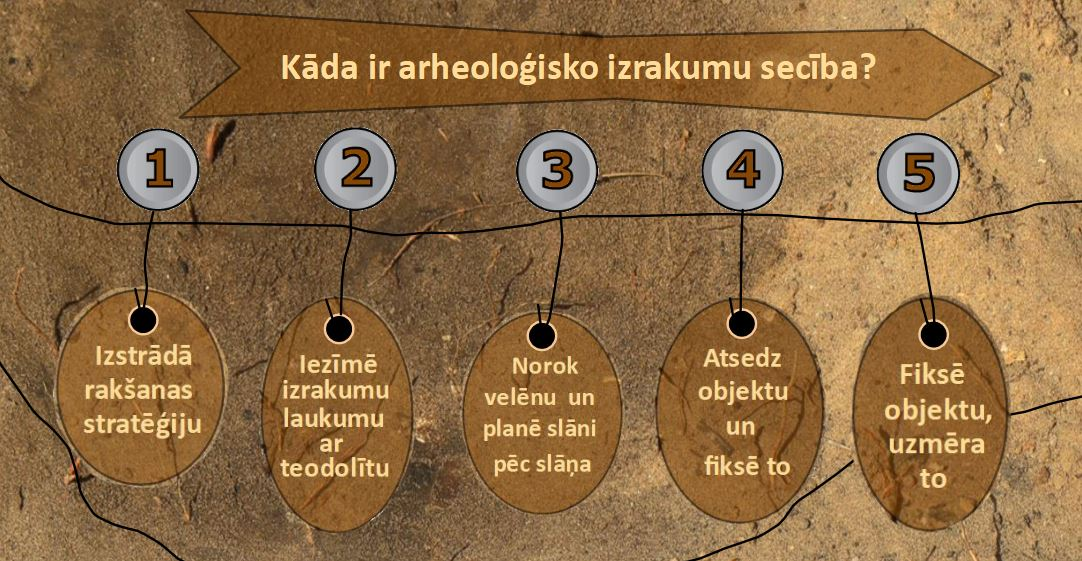 Kāda ir arheoloģisko izrakumu secība?
1
2
3
4
5
Izstrādā
rakšanas
stratēģiju
Iezīmē
izrakumu
laukumu
ar
teodolītu
Norok
velēnu un
planē slāni
pēc slāņa
Atsedz
objektu
un
fiksē to
Fiksē
objektu,
uzmēra
to